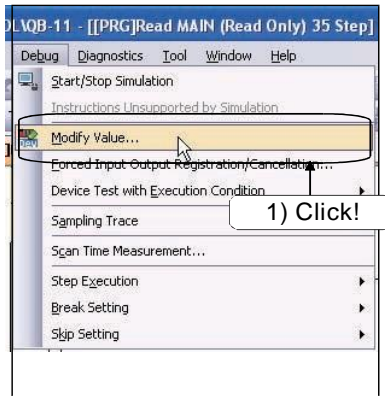 OL\QB-11 - [[PRG]Read MAIN (Read Only) 35 Step]
Debug Diagnostics Tool Window Help
Start/Stop Simulation
Instructions Unsupported by Simulation
Modify Value...
Forced Input Output Registration/Cancellation...
Device Test with Execution Condition
1) Click!
Sampling Trace
Scan Time Measurement...
Step Execution
Break Setting
Skip Setting